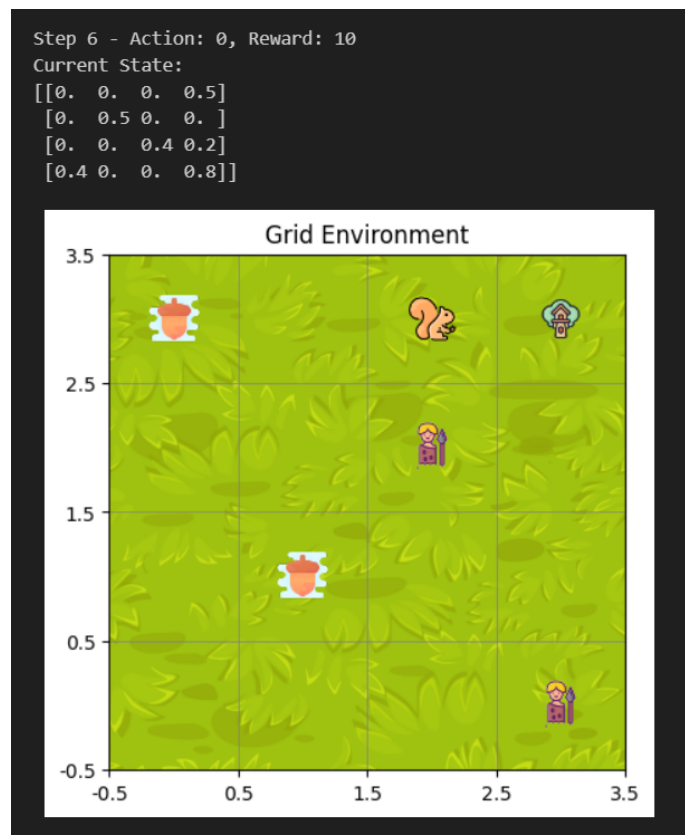 Step 6 - Action: 0, Reward: 10
Current State:
[[0.  0.  0.  0.5]
 [0.  0.5 0.  0. ]
 [0.  0.  0.4 0.2]
 [0.4 0.  0.  0.8]]
Grid Environment
3.5
2.5
1.5
0.5
-0.5
-0.5 0.5 1.5 2.5 3.5